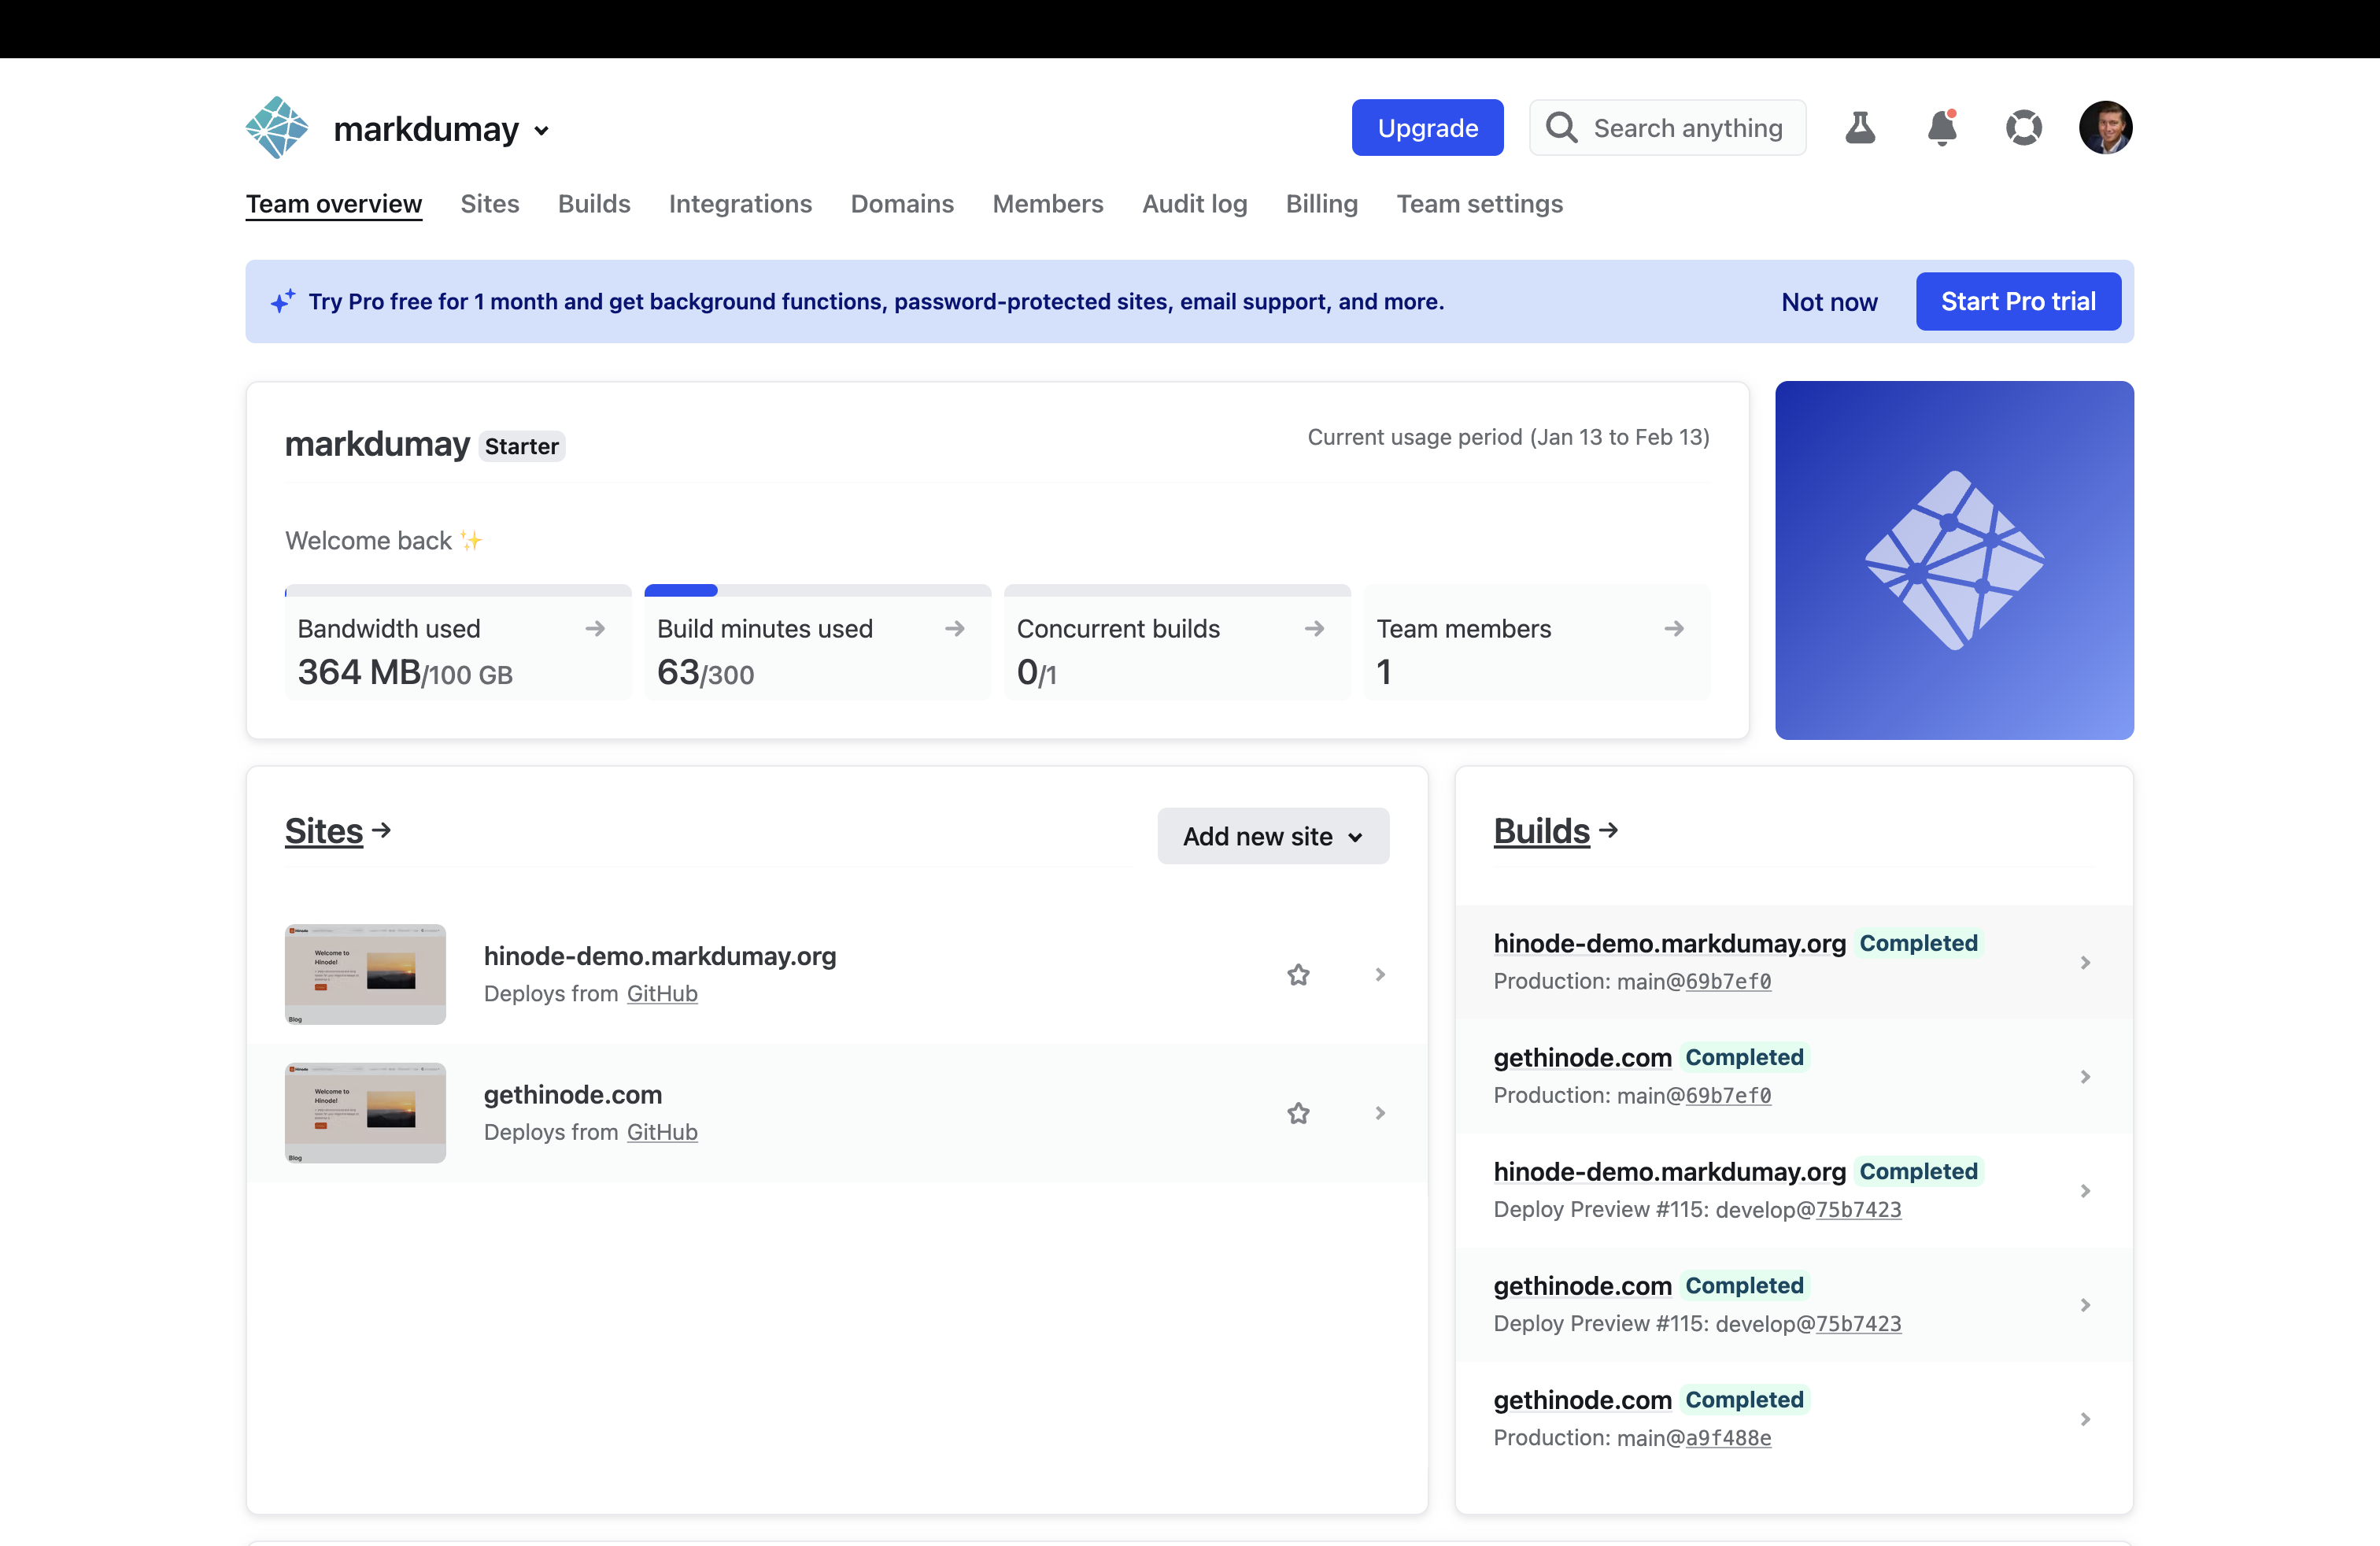 markdumay
Upgrade
Search anything
Team overview Sites Builds Integrations Domains Members Audit log Billing Team settings
Try Pro free for 1 month and get background functions, password-protected sites, email support, and more.
Not now
Start Pro trial
markdumay Starter
Current usage period (Jan 13 to Feb 13)
Welcome back ✨
Bandwidth used
364 MB/100 GB
Build minutes used
63/300
Concurrent builds
0/1
Team members
1
Sites
Add new site
Hinode
Welcome to
Hinode!
Blog
hinode-demo.markdumay.org
Deploys from GitHub
Hinode
Welcome to
Hinode!
Blog
gethinode.com
Deploys from GitHub
Builds
hinode-demo.markdumay.org Completed
Production: main@69b7ef0
gethinode.com Completed
Production: main@69b7ef0
hinode-demo.markdumay.org Completed
Deploy Preview #115: develop@75b7423
gethinode.com Completed
Deploy Preview #115: develop@75b7423
gethinode.com Completed
Production: main@a9f488e